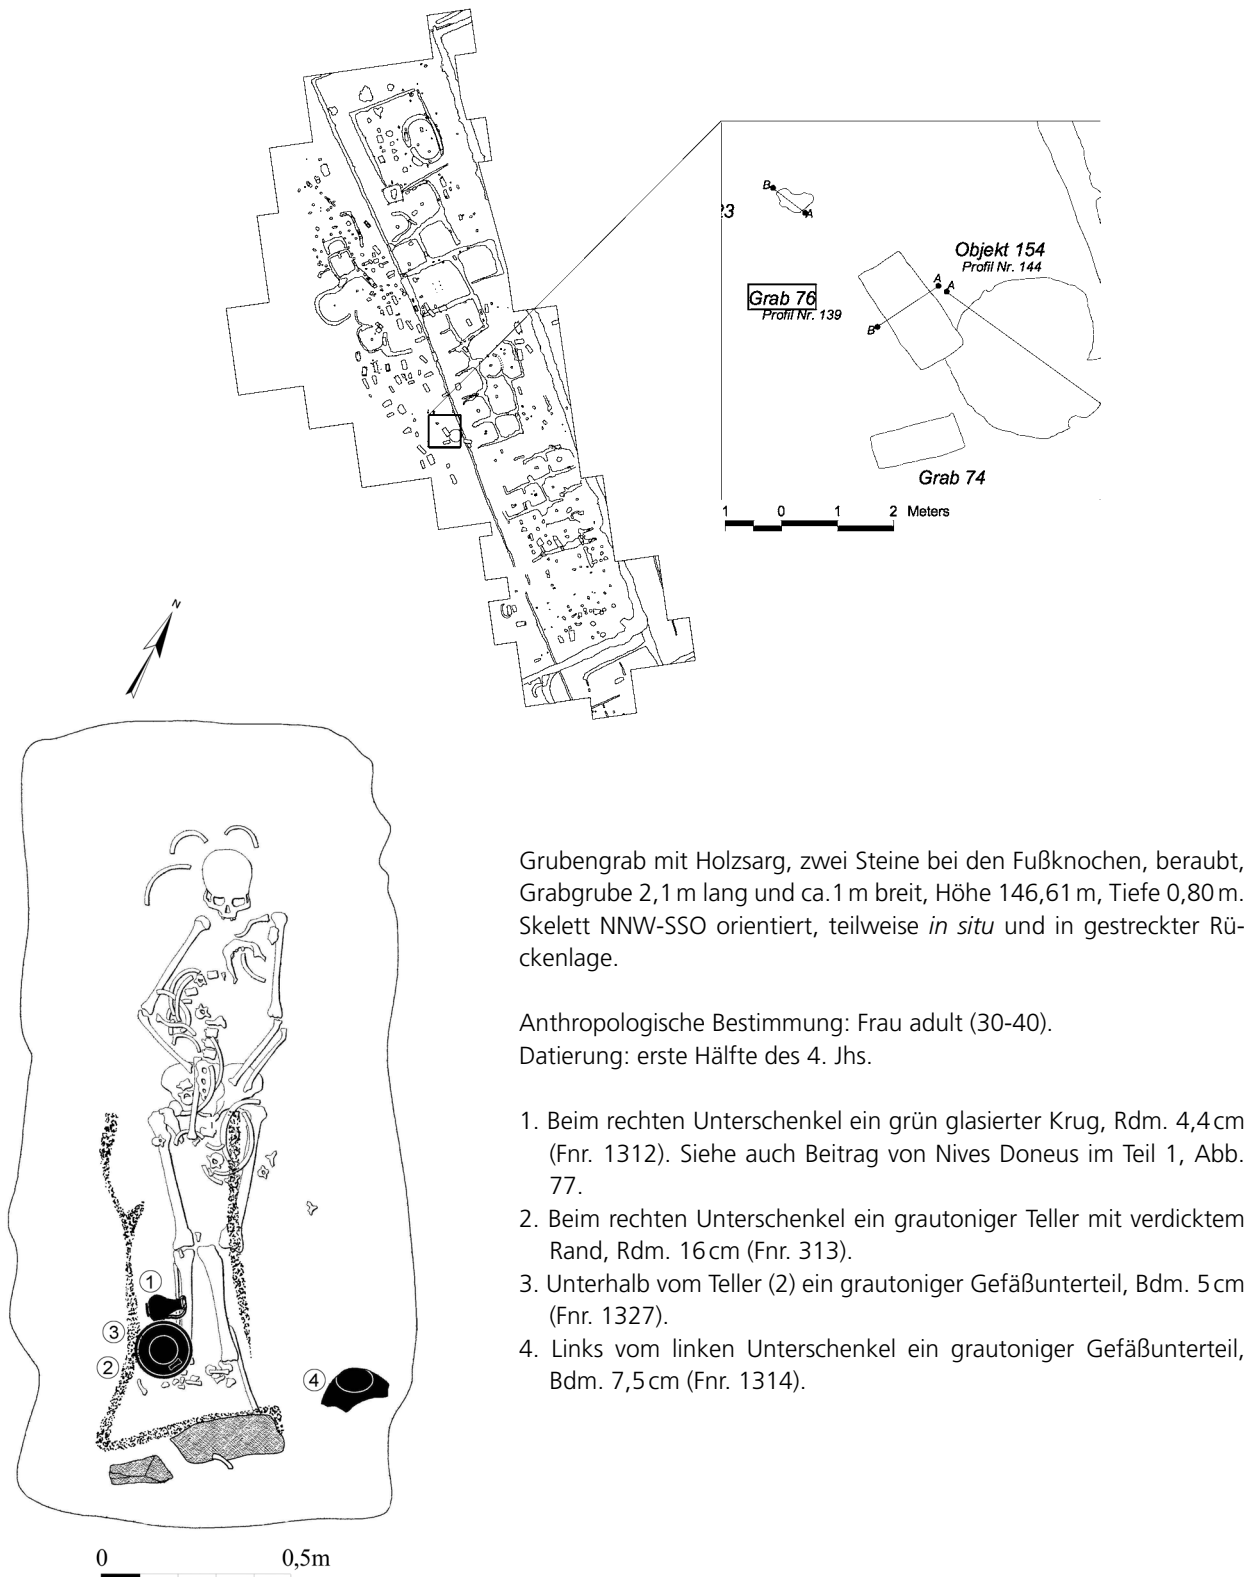 B
A
23
Objekt 154
Profil Nr. 144
A
A
Grab 76
Profil Nr. 139
B
Grab 74
1 0 1 2 Meters
N
Grubengrab mit Holzsarg, zwei Steine bei den Fußknochen, beraubt,
Grabgrube 2,1 m lang und ca.1 m breit, Höhe 146,61 m, Tiefe 0,80 m.
Skelett NNW-SSO orientiert, teilweise in situ und in gestreckter Rü-
ckenlage.
Anthropologische Bestimmung: Frau adult (30-40).
Datierung: erste Hälfte des 4. Jhs.
1. Beim rechten Unterschenkel ein grün glasierter Krug, Rdm. 4,4 cm
(Fnr. 1312). Siehe auch Beitrag von Nives Doneus im Teil 1, Abb.
77.
2. Beim rechten Unterschenkel ein grautoniger Teller mit verdicktem
Rand, Rdm. 16 cm (Fnr. 313).
3. Unterhalb vom Teller (2) ein grautoniger Gefäßunterteil, Bdm. 5 cm
(Fnr. 1327).
4. Links vom linken Unterschenkel ein grautoniger Gefäßunterteil,
Bdm. 7,5 cm (Fnr. 1314).
1
3
2
4
0 0,5m